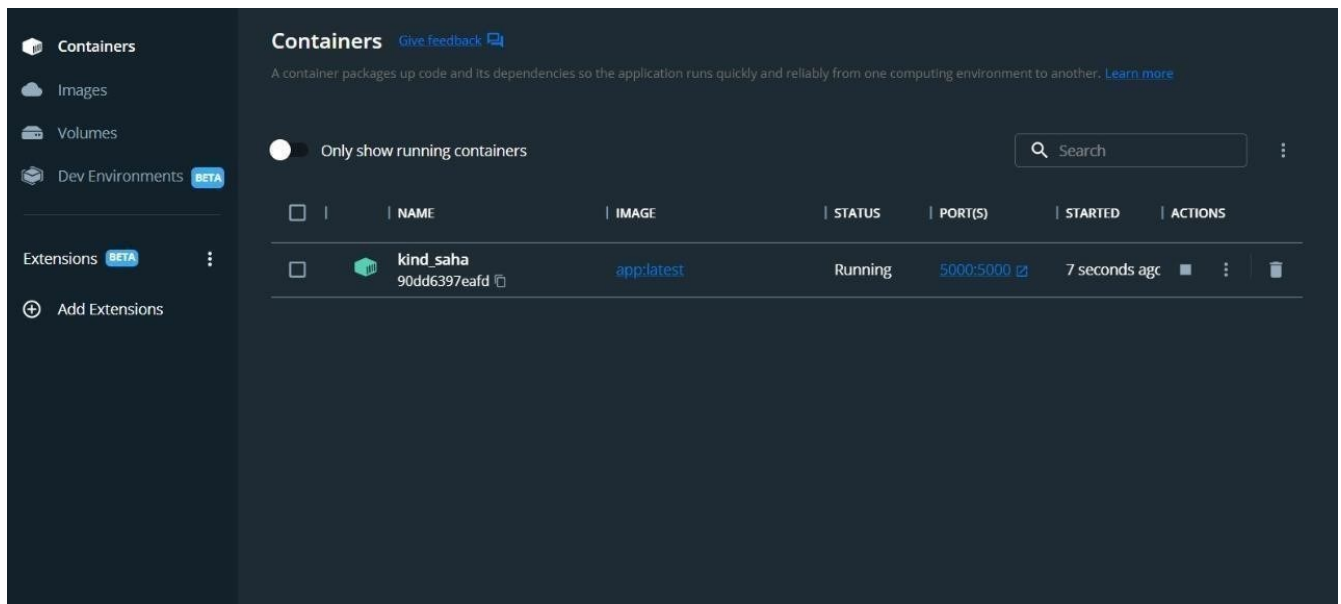 Containers
Images
Volumes
Dev Environments BETA
Extensions BETA
Add Extensions
Containers Give feedback
A container packages up code and its dependencies so the application runs quickly and reliably from one computing environment to another. Learn more
Only show running containers
Search
NAME IMAGE STATUS PORT(S) STARTED ACTIONS
kind_saha app:latest Running 5000:5000 7 seconds agc
90dd6397eafd